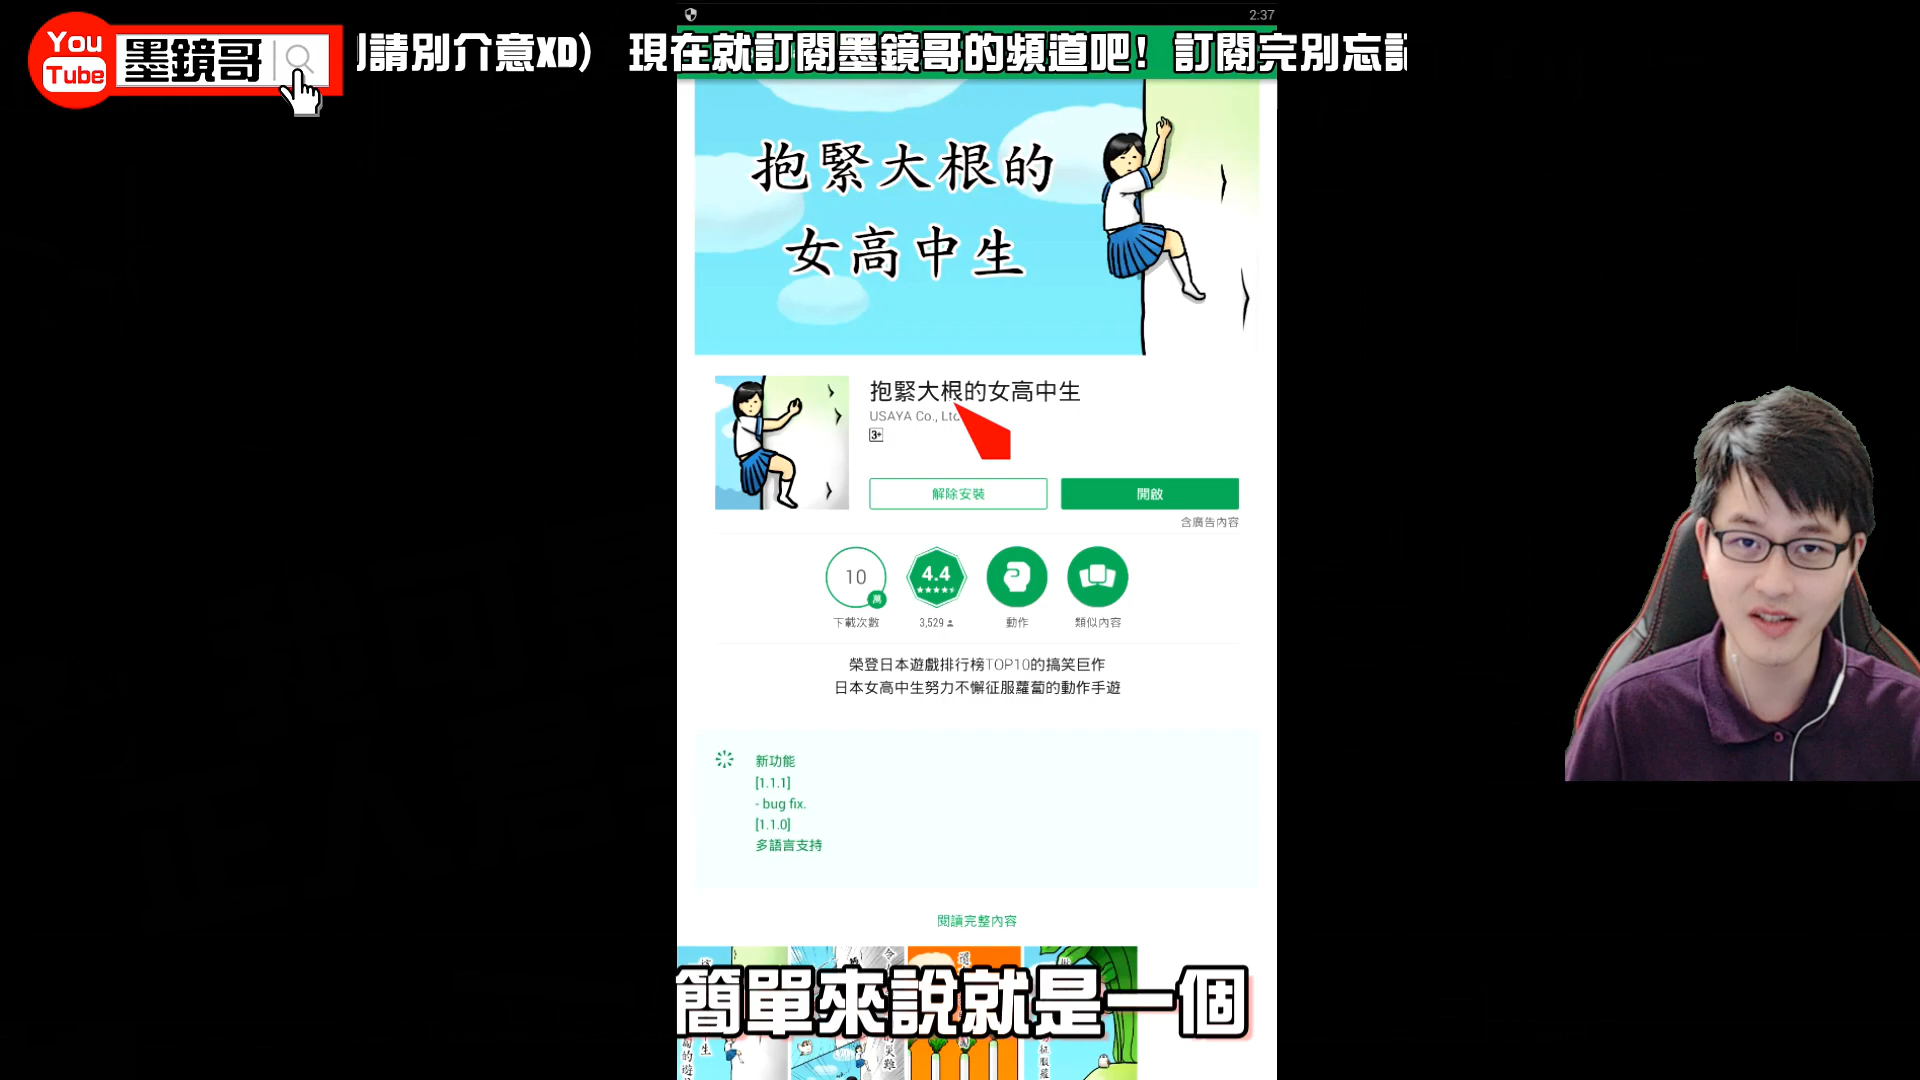 2:37
You
Tube
墨鏡哥
請別介意XD) 現在就訂閱墨鏡哥的頻道吧！訂閱完別忘記
抱緊大根的
女高中生
抱緊大根的女高中生
USAYA Co., Ltd
3+
解除安裝
開啟
含廣告內容
10
萬
4.4
下載次數
3,529
動作
類似內容
榮登日本遊戲排行榜TOP10的搞笑巨作
日本女高中生努力不懈征服蘿蔔的動作手遊
新功能
[1.1.1]
- bug fix.
[1.1.0]
多語言支持
閱讀完整內容
簡單來說就是一個